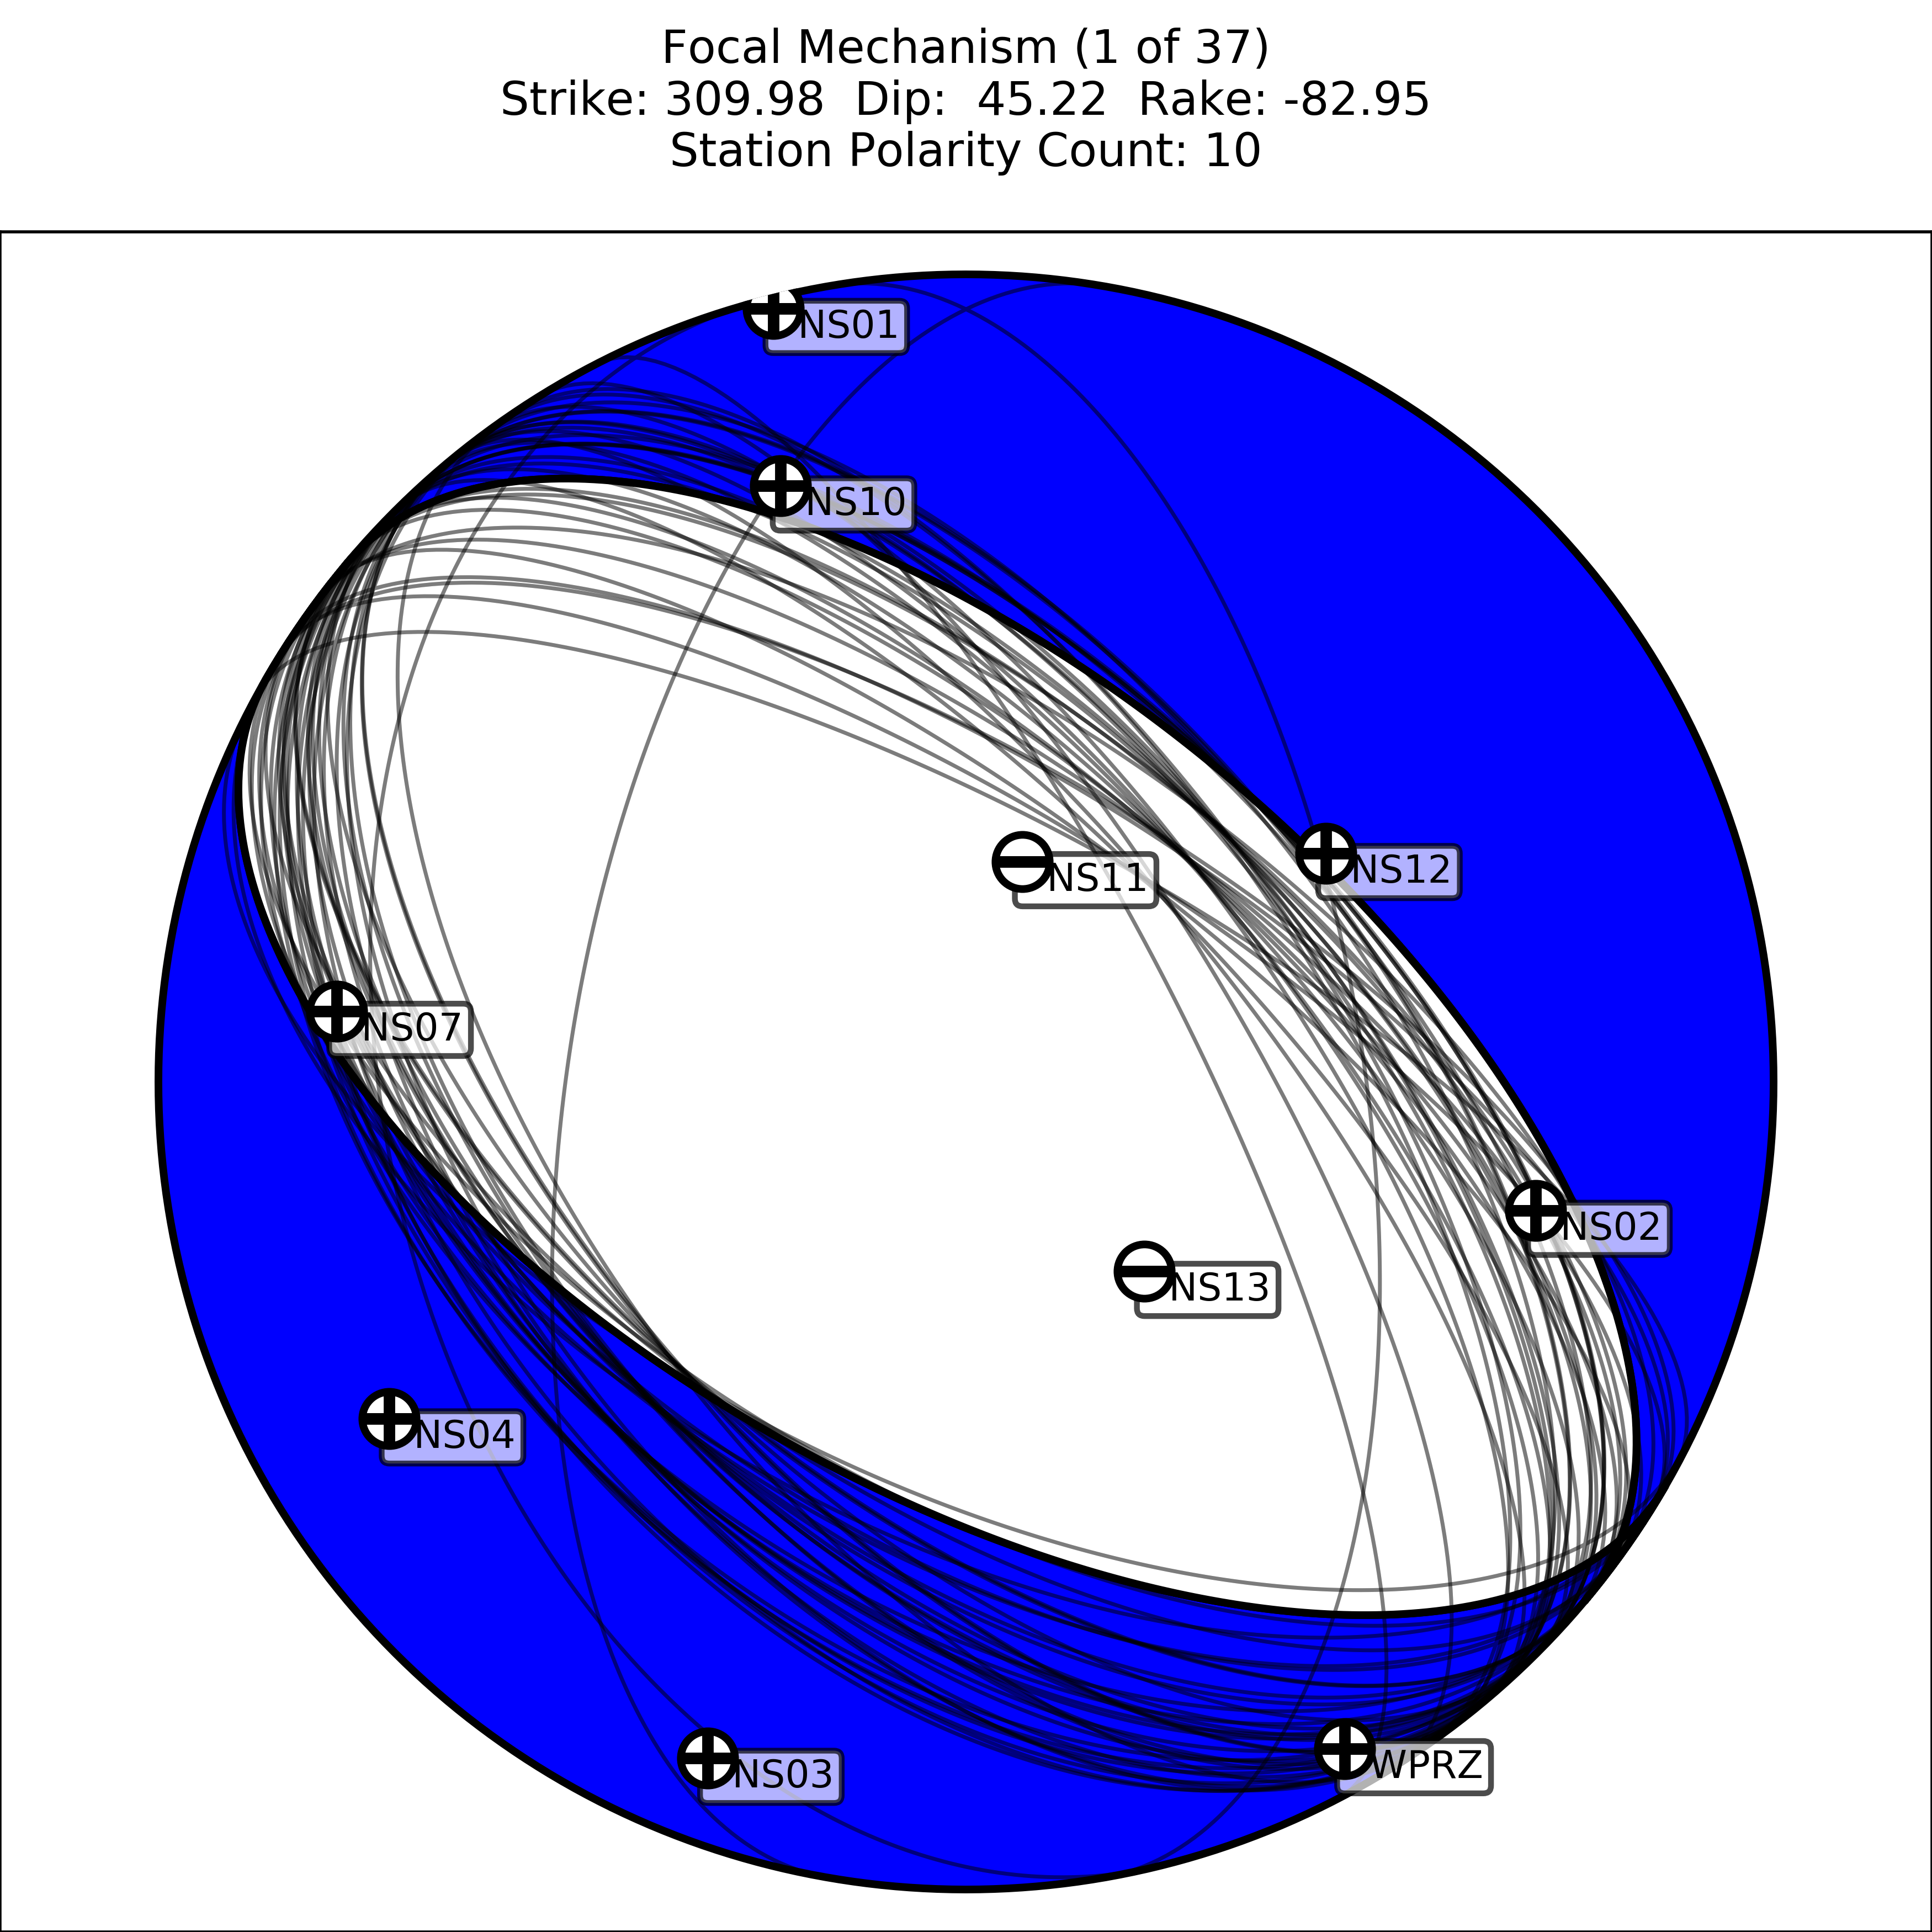 Focal Mechanism (1 of 37)
Strike: 309.98  Dip:  45.22  Rake: -82.95
Station Polarity Count: 10
NS01
NS10
NS12
NS11
NS07
NS02
NS13
NS04
WPRZ
NS03